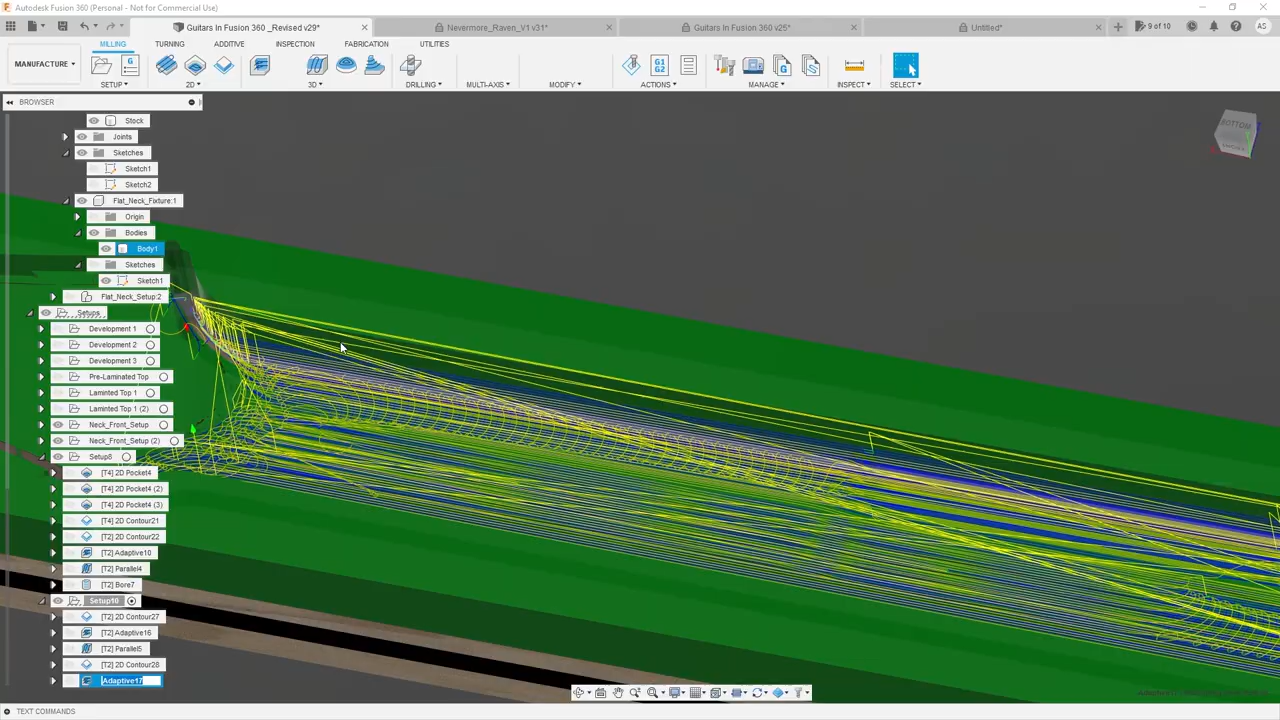 Autodesk Fusion 360 (Personal - Not for Commercial Use)
Guitars In Fusion 360 _Revised v29*
Nevermore_Raven_V1 v31*
Guitars In Fusion 360 v25*
Untitled*
9 of 10
AS
MILLING
TURNING
ADDITIVE
INSPECTION
FABRICATION
UTILITIES
MANUFACTURE
SETUP
2D
3D
DRILLING
MULTI-AXIS
MODIFY
ACTIONS
MANAGE
INSPECT
SELECT
G1
G2
BROWSER
BOTTOM
Stock
Joints
Sketches
Sketch1
Sketch2
Flat_Neck_Fixture:1
Origin
Bodies
Body1
Sketches
Sketch1
Flat_Neck_Setup:2
Setups
Development 1
Development 2
Development 3
Pre-Laminated Top
Laminted Top 1
Laminted Top 1 (2)
Neck_Front_Setup
Neck_Front_Setup (2)
Setup8
[T4] 2D Pocket4
[T4] 2D Pocket4 (2)
[T4] 2D Pocket4 (3)
[T4] 2D Contour21
[T2] 2D Contour22
[T2] Adaptive10
[T2] Parallel4
[T2] Bore7
Setup10
[T2] 2D Contour27
[T2] Adaptive16
[T2] Parallel5
[T2] 2D Contour28
Adaptive17
TEXT COMMANDS